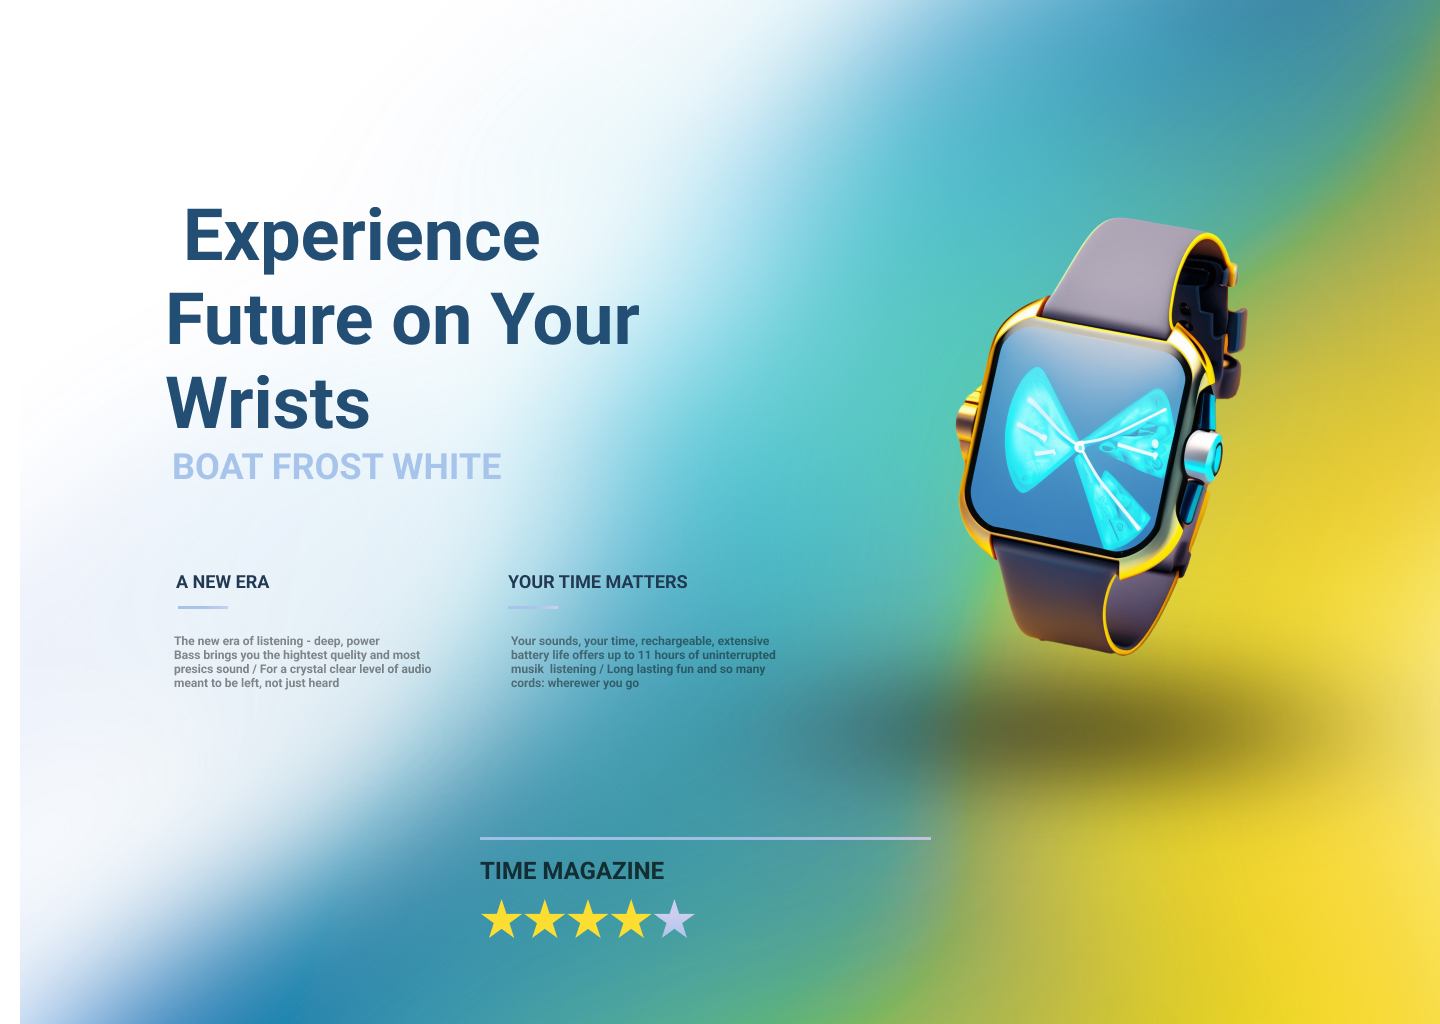 Experience
Future on Your
Wrists
BOAT FROST WHITE
A NEW ERA
The new era of listening - deep, power
Bass brings you the hightest quelity and most
presics sound / For a crystal clear level of audio
meant to be left, not just heard
YOUR TIME MATTERS
Your sounds, your time, rechargeable, extensive
battery life offers up to 11 hours of uninterrupted
musik  listening / Long lasting fun and so many
cords: wherewer you go
TIME MAGAZINE